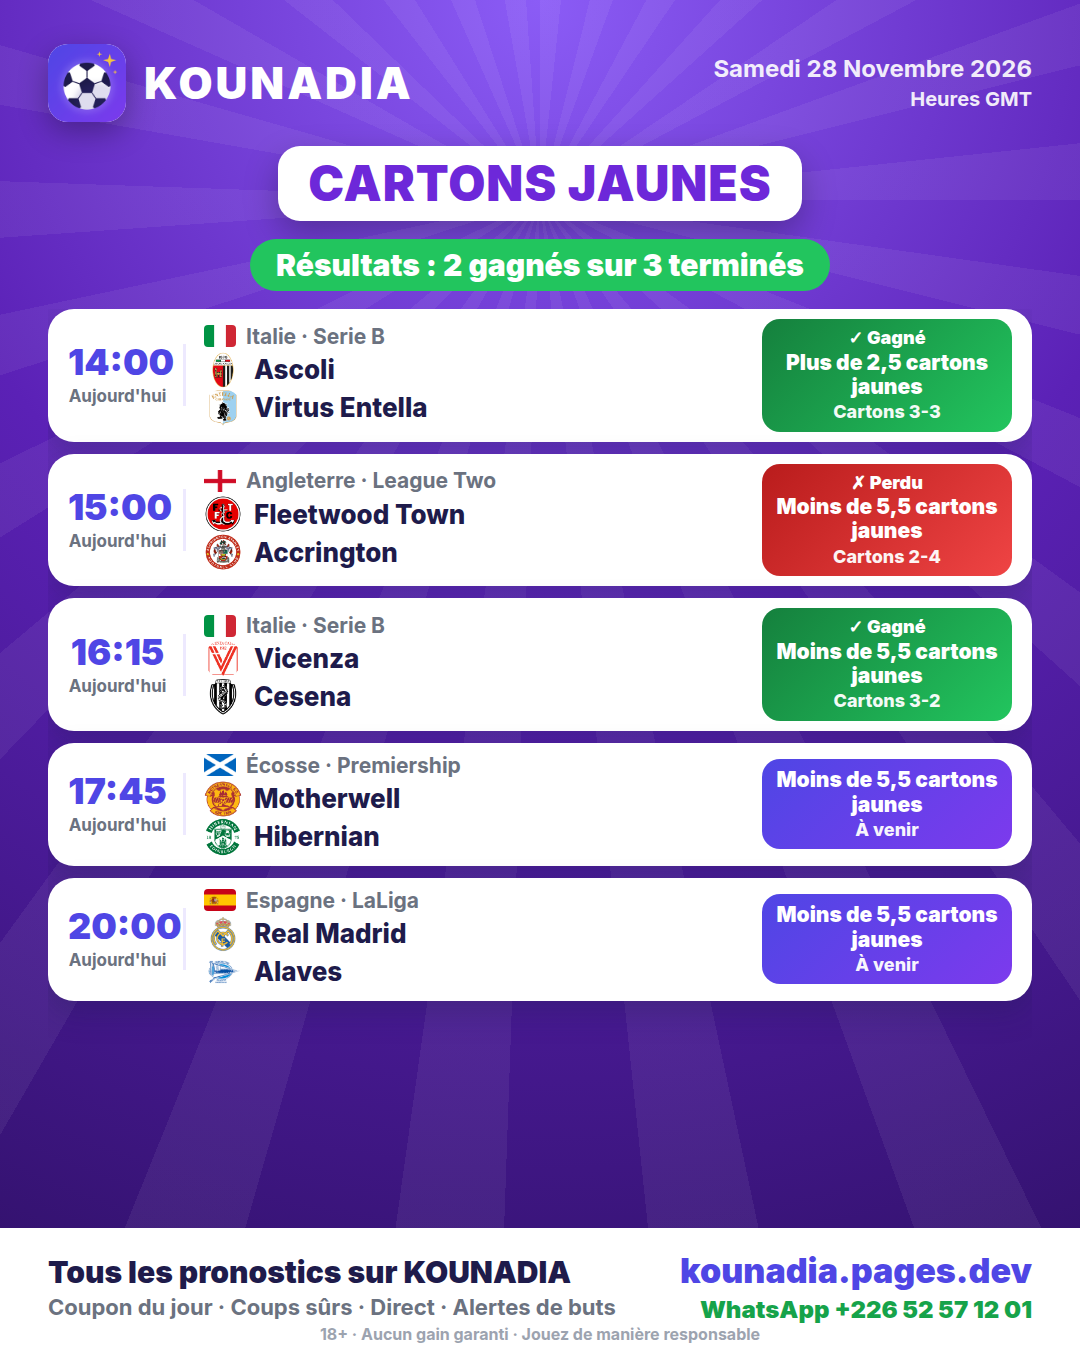 KOUNADIA
Samedi 28 Novembre 2026
Heures GMT
CARTONS JAUNES
Résultats : 2 gagnés sur 3 terminés
14:00
Aujourd'hui
Italie · Serie B
Ascoli
Virtus Entella
✓ Gagné
Plus de 2,5 cartons
jaunes
Cartons 3-3
15:00
Aujourd'hui
Angleterre · League Two
Fleetwood Town
Accrington
✗ Perdu
Moins de 5,5 cartons
jaunes
Cartons 2-4
16:15
Aujourd'hui
Italie · Serie B
Vicenza
Cesena
✓ Gagné
Moins de 5,5 cartons
jaunes
Cartons 3-2
17:45
Aujourd'hui
Écosse · Premiership
Motherwell
Hibernian
Moins de 5,5 cartons
jaunes
À venir
20:00
Aujourd'hui
Espagne · LaLiga
Real Madrid
Alaves
Moins de 5,5 cartons
jaunes
À venir
Tous les pronostics sur KOUNADIA
Coupon du jour · Coups sûrs · Direct · Alertes de buts
kounadia.pages.dev
WhatsApp +226 52 57 12 01
18+ · Aucun gain garanti · Jouez de manière responsable